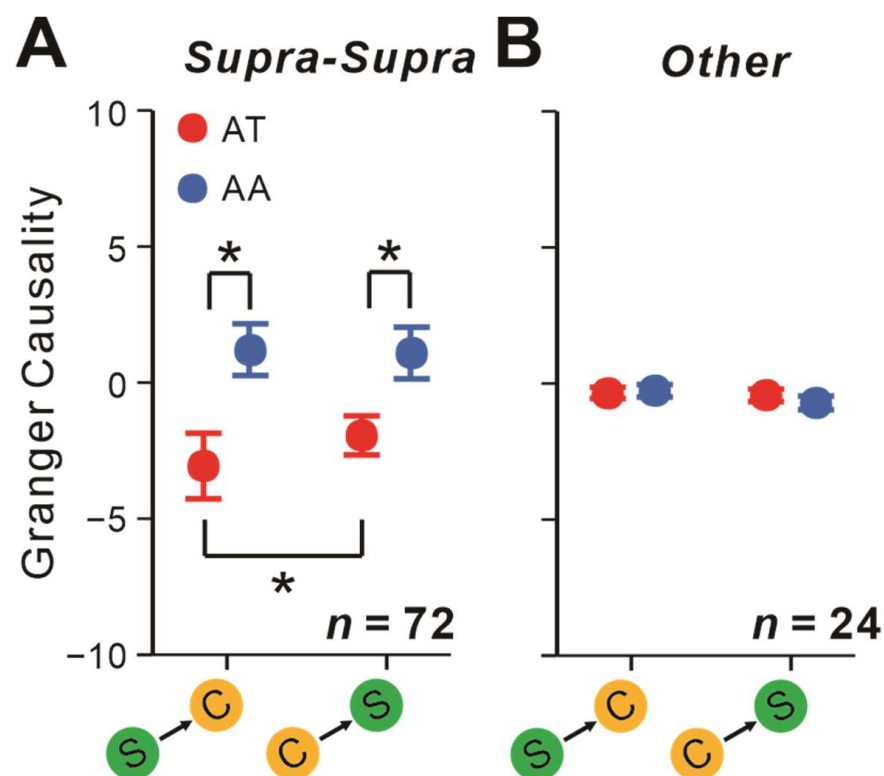 A
Supra-Supra
B
Other
10
5
0
−5
−10
Granger Causality
AT
AA
*
*
*
n = 72
n = 24
S
C
C
S
S
C
C
S